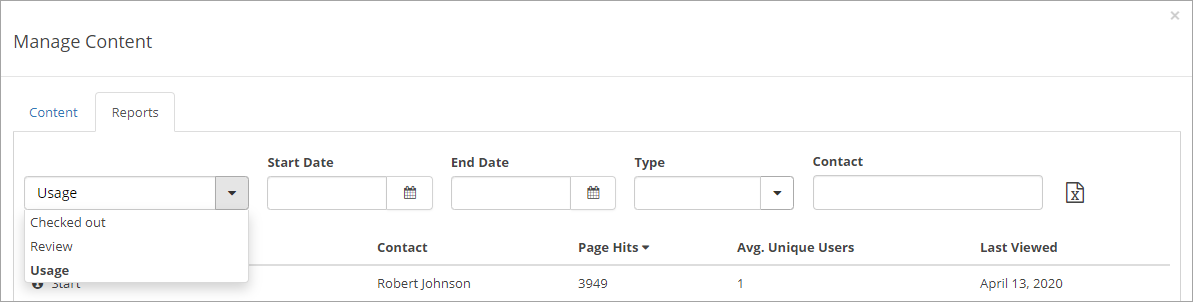 ×
Manage Content
Content Reports
Start Date End Date Type Contact
Usage
Checked out
Review
Usage
Contact Page Hits Avg. Unique Users Last Viewed
Start Robert Johnson 3949 1 April 13, 2020